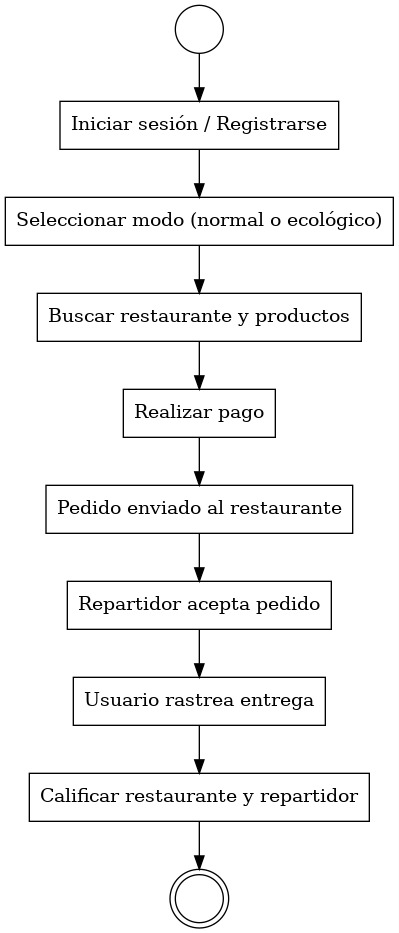 Iniciar sesión / Registrarse
Seleccionar modo (normal o ecológico)
Buscar restaurante y productos
Realizar pago
Pedido enviado al restaurante
Repartidor acepta pedido
Usuario rastrea entrega
Calificar restaurante y repartidor